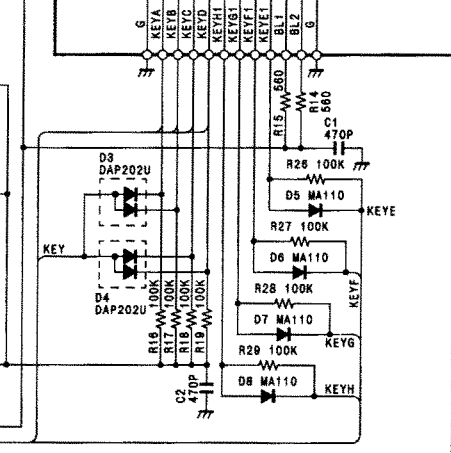 G
KEYA
KEYB
KEYC
KEYD
KEYH1
KEYG1
KEYF1
KEYE1
BL1
BL2
G
R15 560
R14 560
C1
470P
D3
DAP202U
R26 100K
D5 MA110
KEYE
R27 100K
KEY
D6 MA110
KEYF
D4
DAP202U
R16 100K
R17 100K
R18 100K
R19 100K
R28 100K
D7 MA110
KEYG
R29 100K
D8 MA110
KEYH
C2
470P